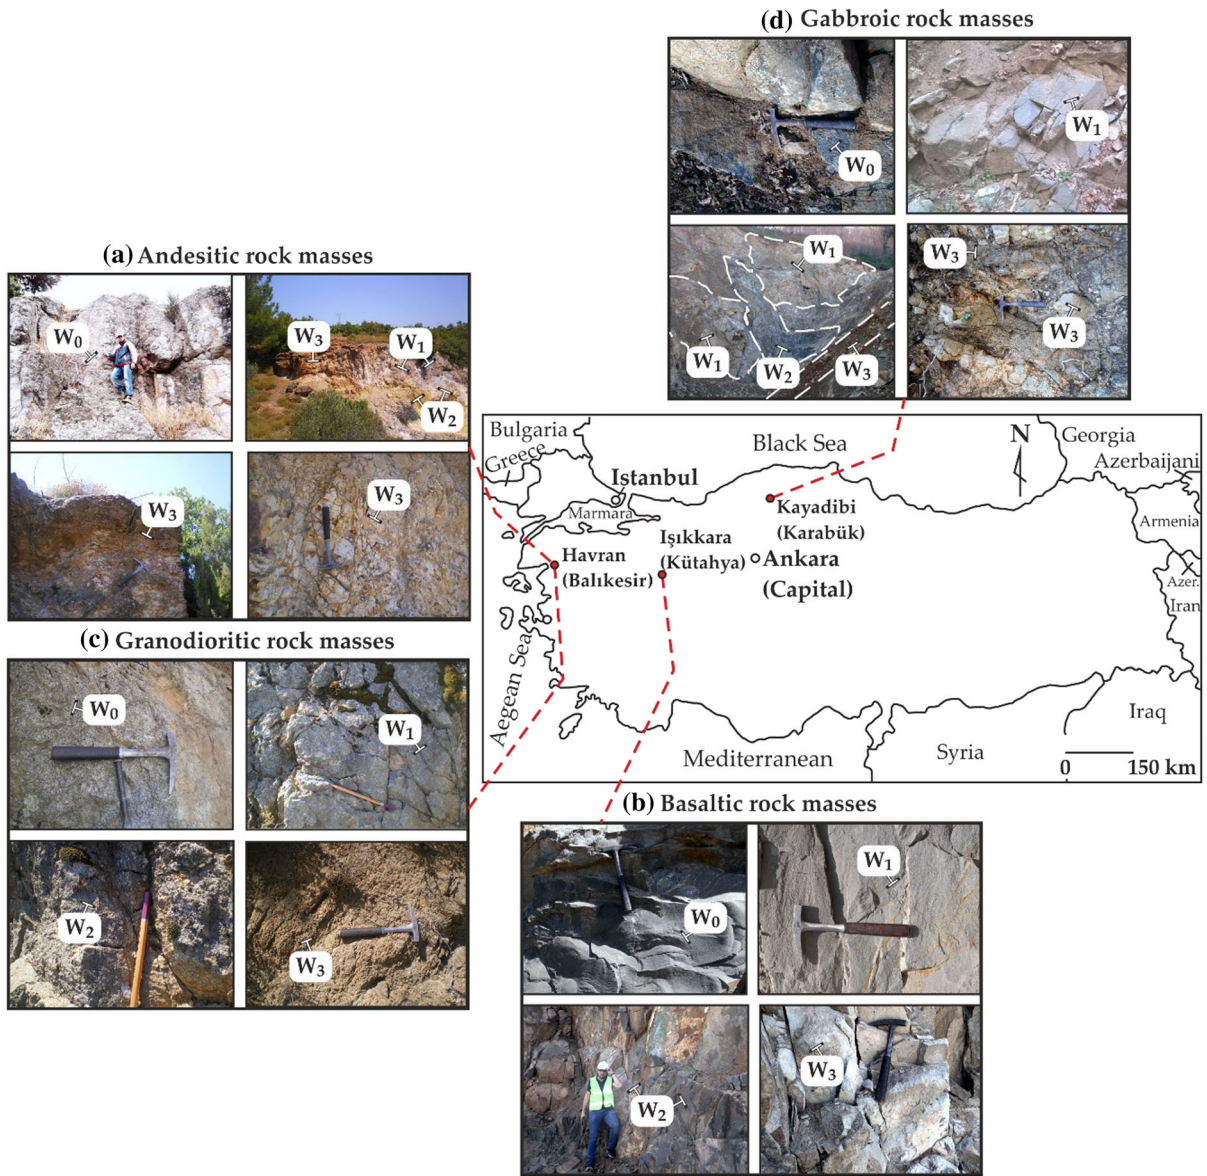 (d) Gabbroic rock masses
W0
W1
W1
W1
W2
W3
W3
W3
(a) Andesitic rock masses
W0
W3
W1
W2
W3
W3
(c) Granodioritic rock masses
W0
W1
W2
W3
Bulgaria
Greece
Istanbul
Marmara
Black Sea
N
Georgia
Azerbaijani
Armenia
Azer.
Iran
Kayadibi
(Karabük)
Işıkkara
(Kütahya)
Havran
(Balıkesir)
Ankara
(Capital)
Aegean Sea
Mediterranean
Syria
Iraq
0 150 km
(b) Basaltic rock masses
W0
W1
W2
W3